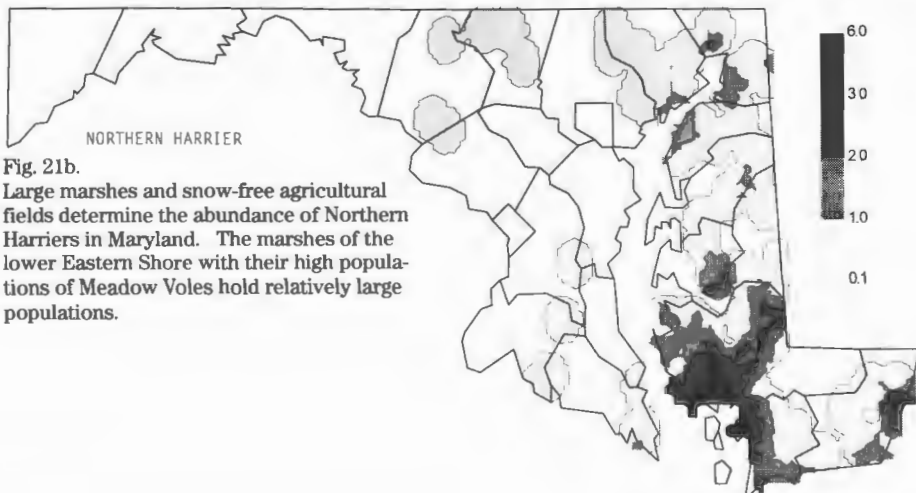 NORTHERN HARRIER
Fig. 21b.
Large marshes and snow-free agricultural
fields determine the abundance of Northern
Harriers in Maryland. The marshes of the
lower Eastern Shore with their high popula-
tions of Meadow Voles hold relatively large
populations.
6.0
3.0
2.0
1.0
0.1